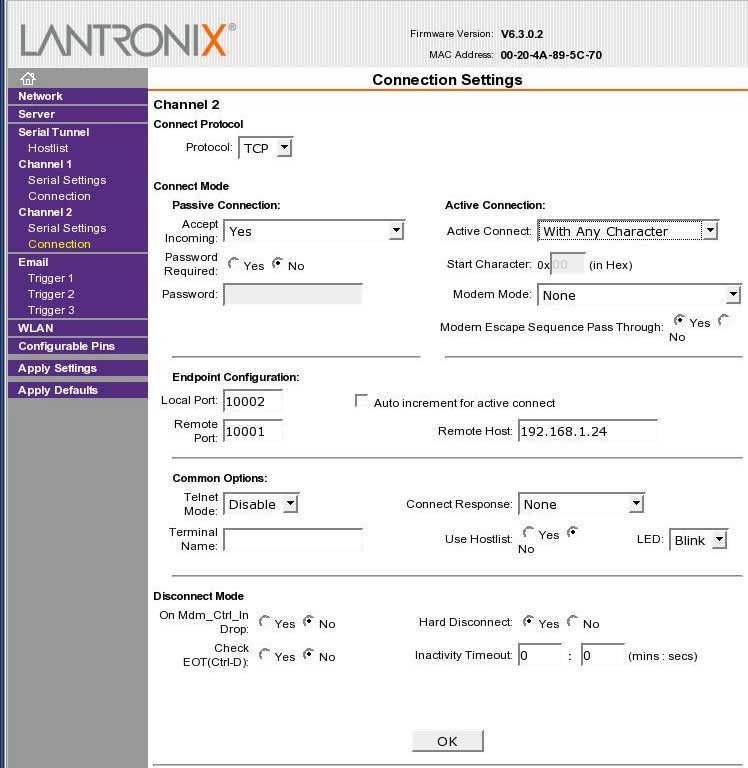 LANTRONIX®
Firmware Version: V6.3.0.2
MAC Address: 00-20-4A-89-5C-70
Connection Settings
Network
Server
Serial Tunnel
Hostlist
Channel 1
Serial Settings
Connection
Channel 2
Serial Settings
Connection
Email
Trigger 1
Trigger 2
Trigger 3
WLAN
Configurable Pins
Apply Settings
Apply Defaults
Channel 2
Connect Protocol
Protocol: TCP
Connect Mode
Passive Connection:
Accept
Incoming: Yes
Password
Required: Yes No
Password:
Active Connection:
Active Connect: With Any Character
Start Character: 0x 00 (in Hex)
Modem Mode: None
Modem Escape Sequence Pass Through: Yes
No
Endpoint Configuration:
Local Port: 10002 Auto increment for active connect
Remote
Port: 10001 Remote Host: 192.168.1.24
Common Options:
Telnet
Mode: Disable Connect Response: None
Terminal
Name: Use Hostlist: Yes
No LED: Blink
Disconnect Mode
On Mdm_Ctrl_In
Drop: Yes No Hard Disconnect: Yes No
Check
EOT(Ctrl-D): Yes No Inactivity Timeout: 0 : 0 (mins : secs)
OK